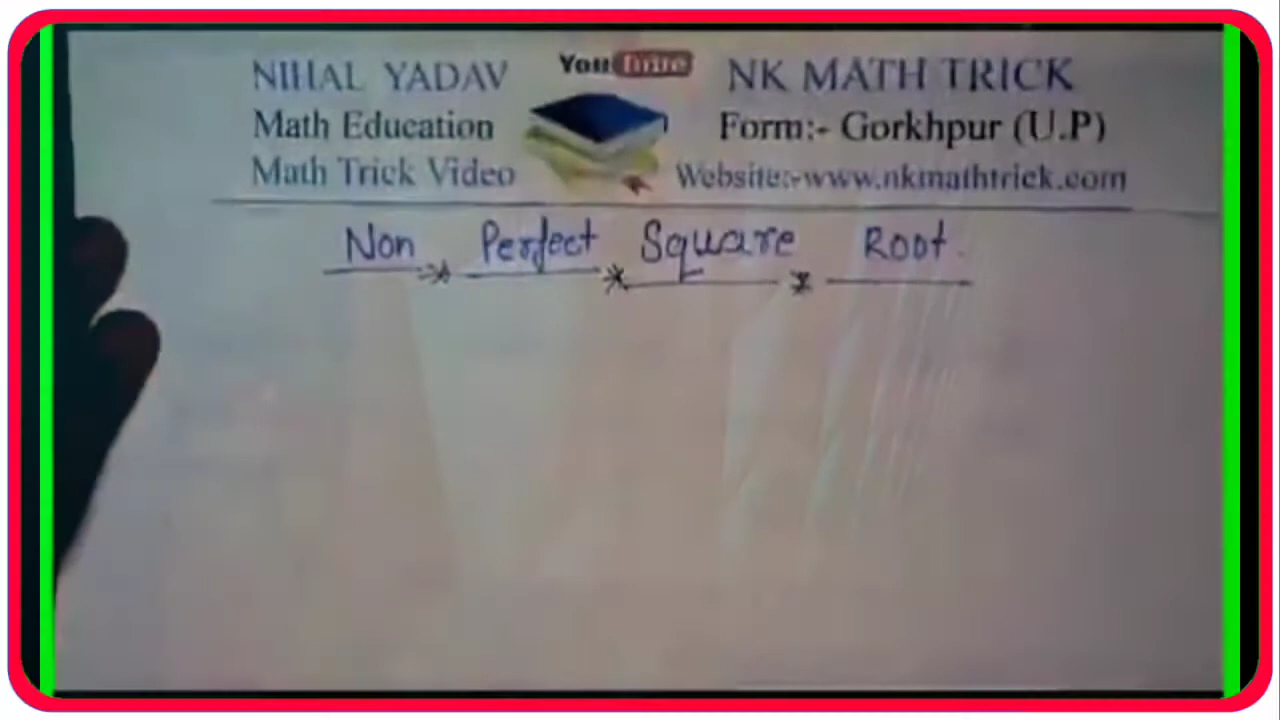 NIHAL YADAV YouTube NK MATH TRICK
Math Education Form:- Gorkhpur (U.P)
Math Trick Video Website:-www.nkmathtrick.com
Non Perfect Square Root.